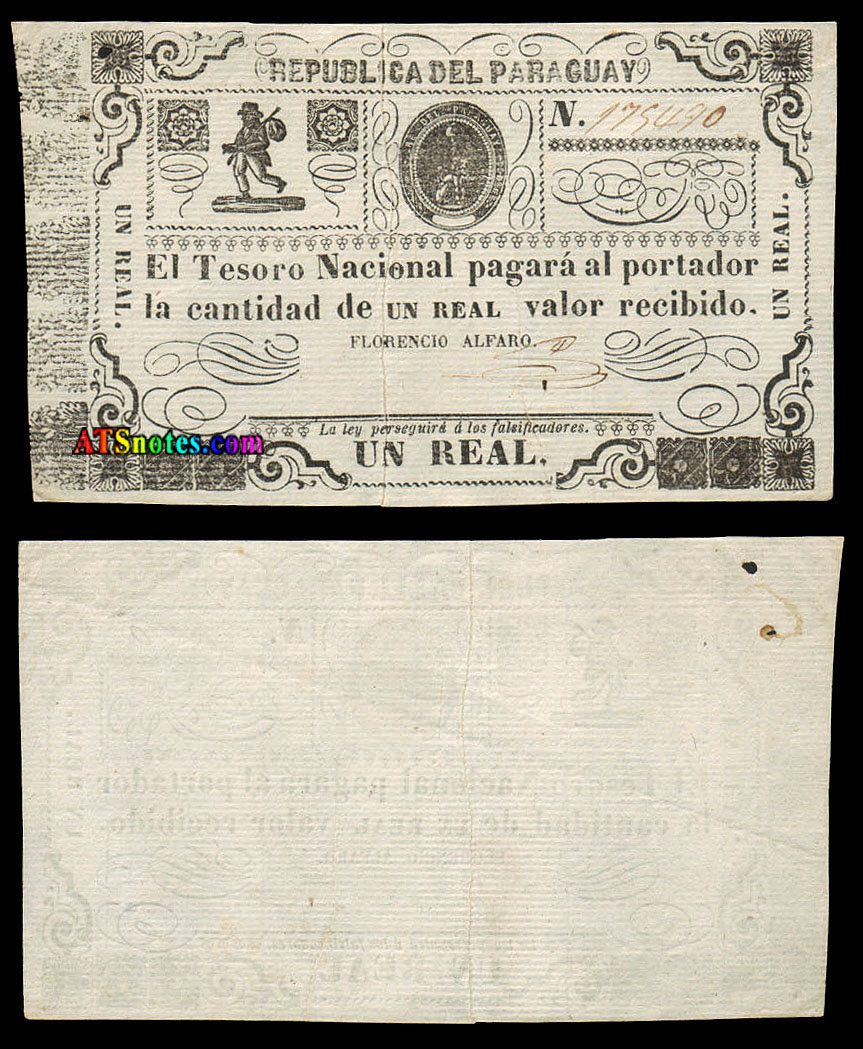 REPUBLICA DEL PARAGUAY
N. 175490
UN REAL.
UN REAL.
El Tesoro Nacional pagará al portador
la cantidad de UN REAL valor recibido.
FLORENCIO ALFARO.
La ley perseguirá á los falsificadores.
UN REAL.
ATSnotes.com